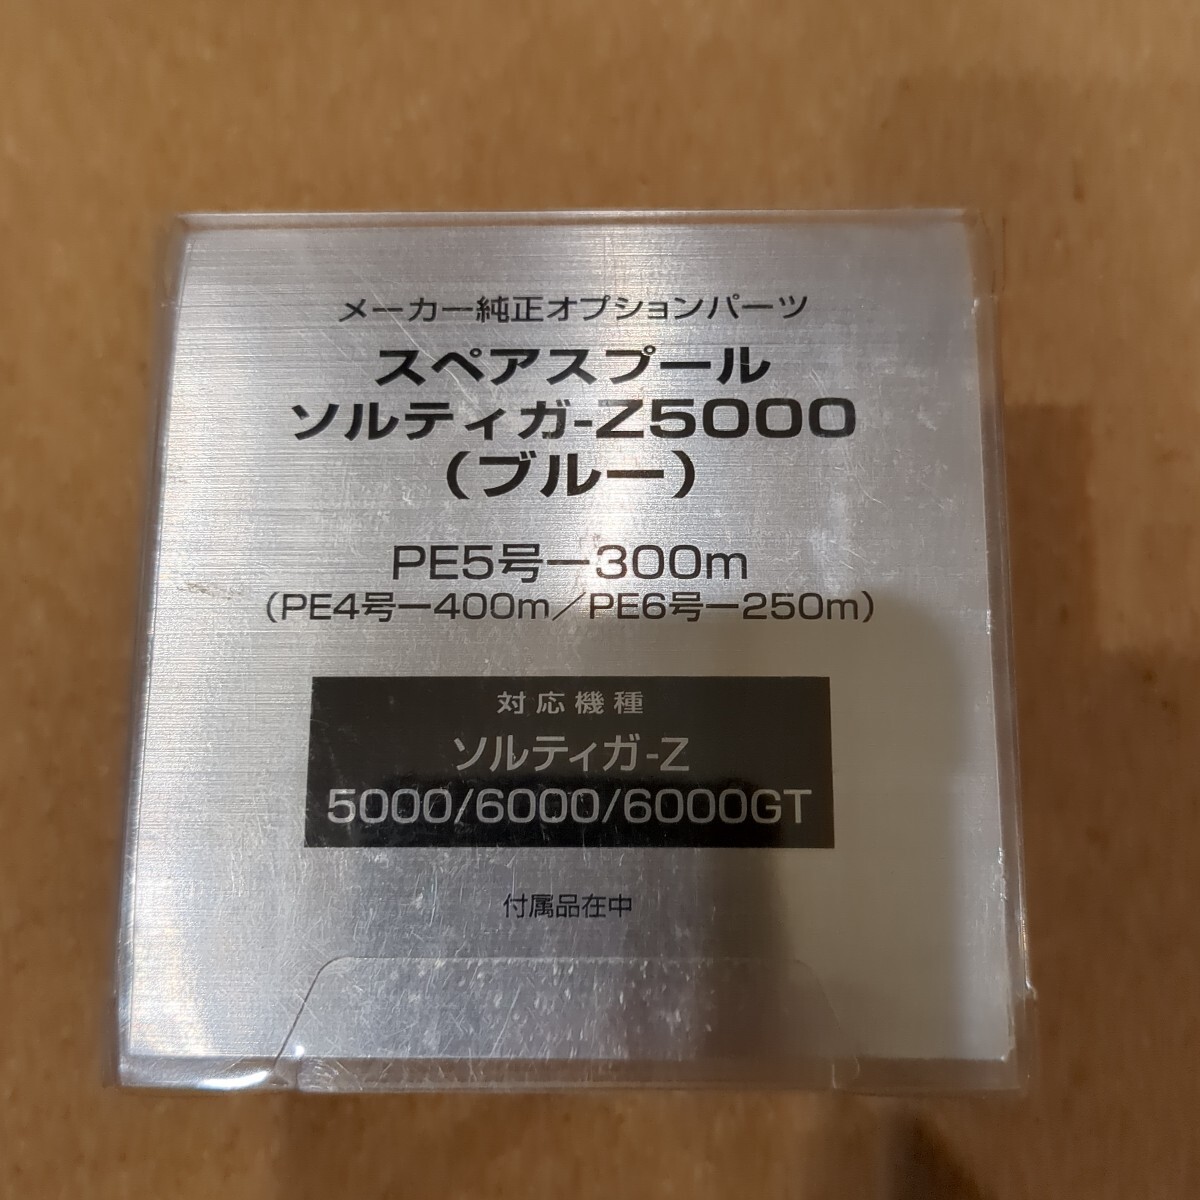 メーカー純正オプションパーツ
スペアスプール
ソルティガ-Z5000
（ブルー）
PE5号ー300m
（PE4号ー400m／PE6号ー250m）
対応機種
ソルティガ-Z
5000/6000/6000GT
付属品在中